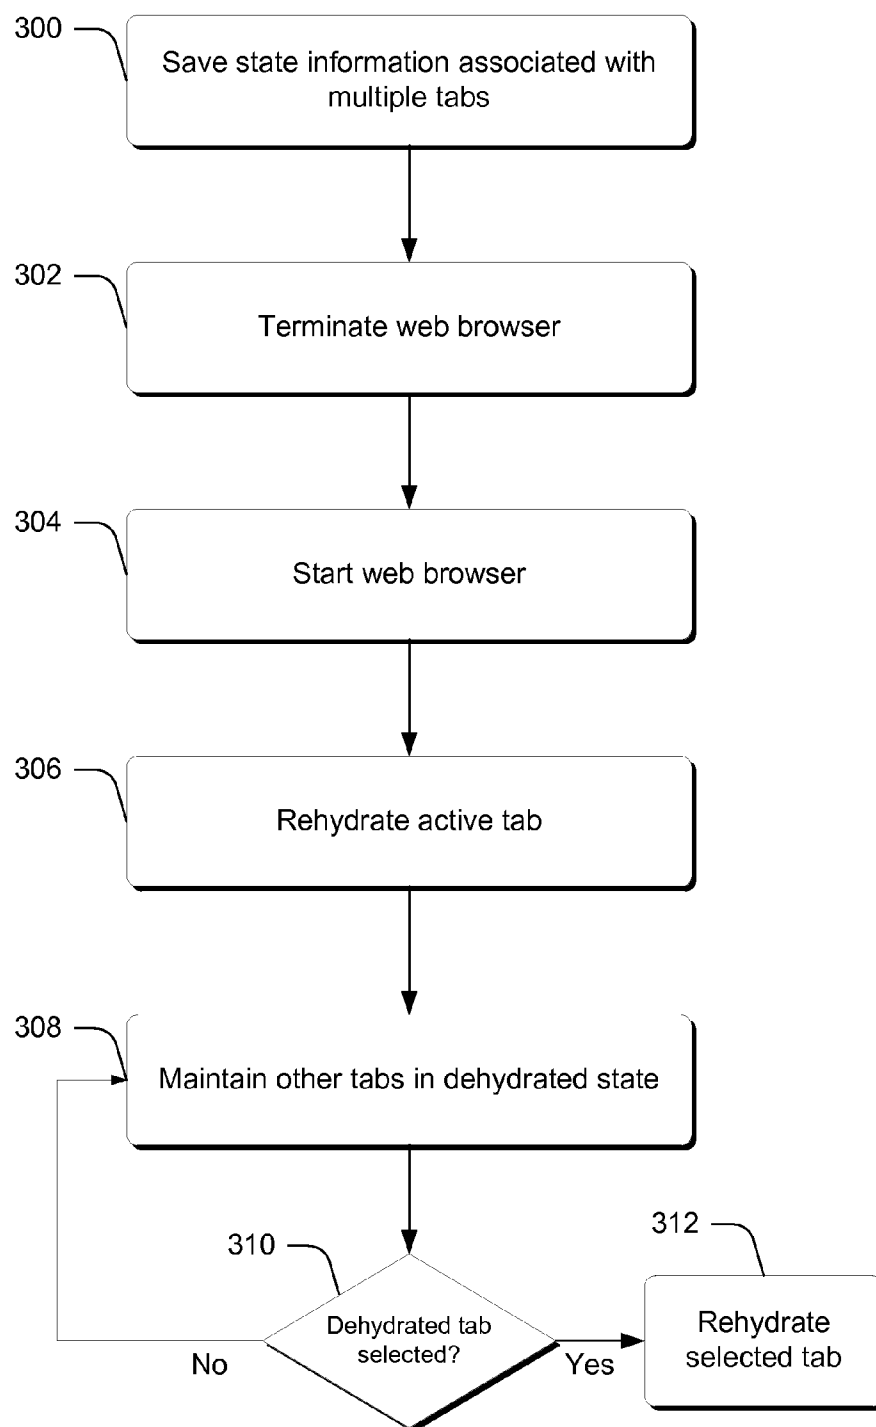 300
Save state information associated with
multiple tabs
302
Terminate web browser
304
Start web browser
306
Rehydrate active tab
308
Maintain other tabs in dehydrated state
310
Dehydrated tab
selected?
No
Yes
312
Rehydrate
selected tab